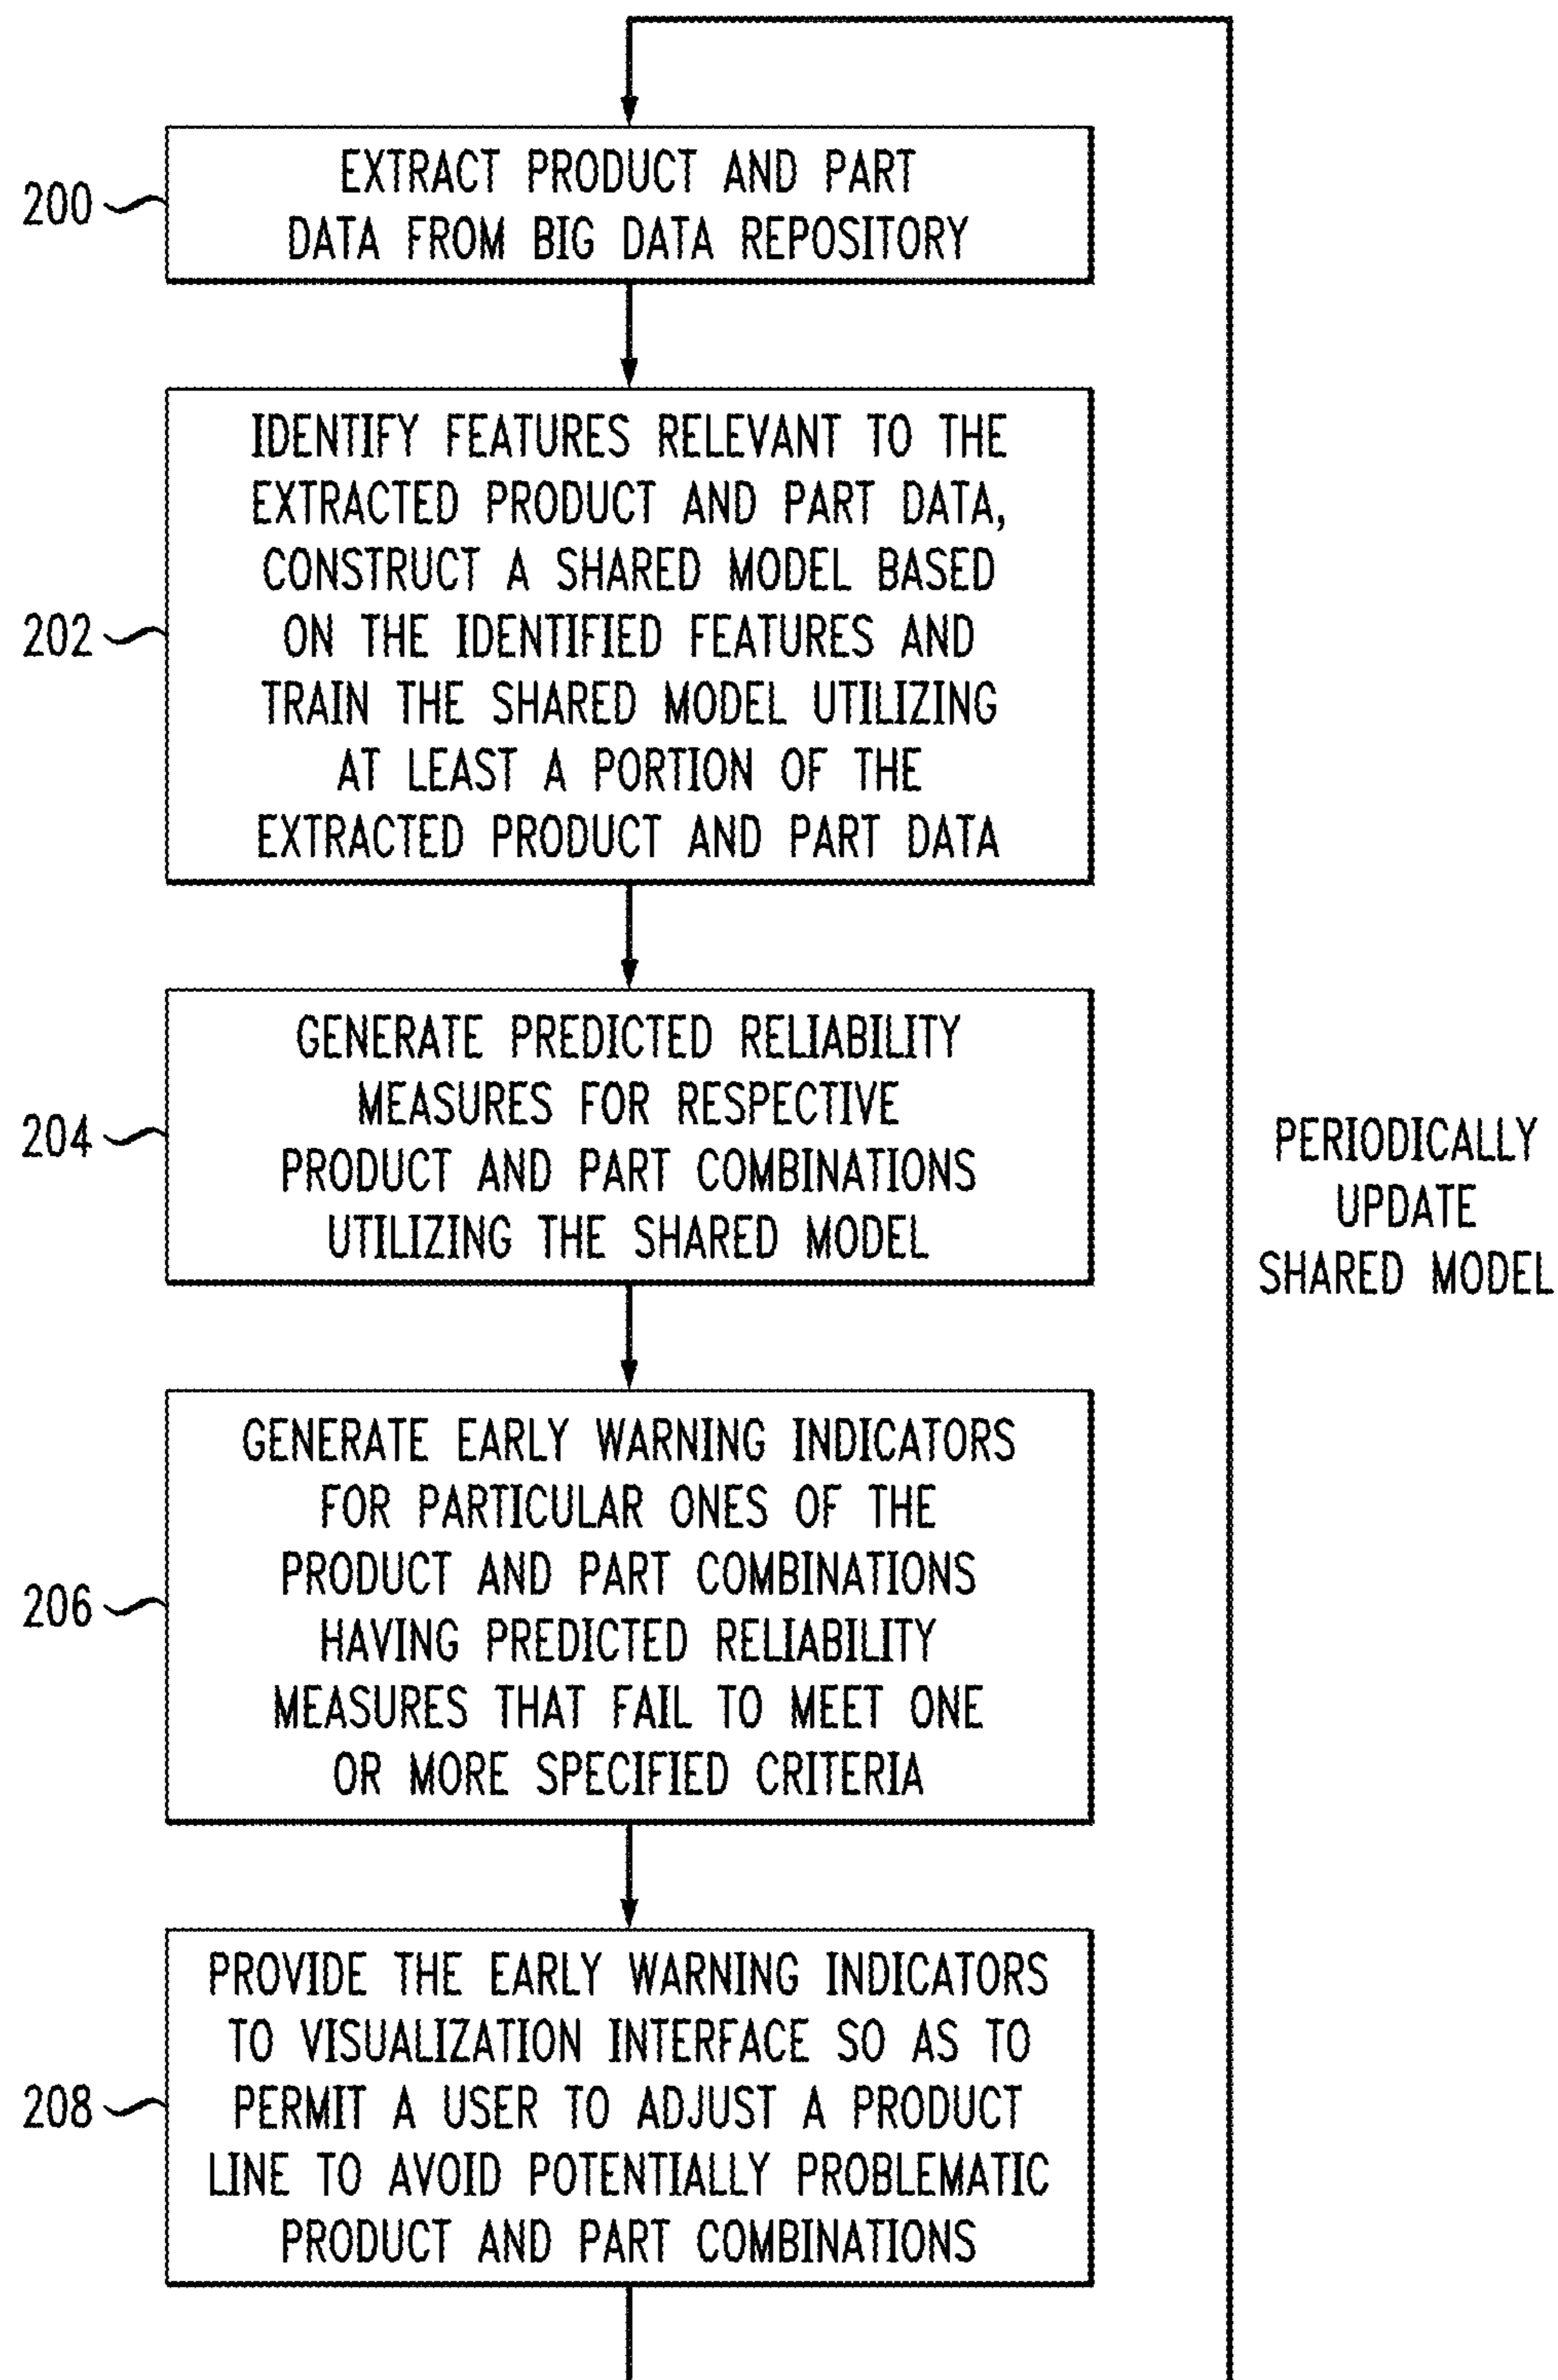 200
EXTRACT PRODUCT AND PART
DATA FROM BIG DATA REPOSITORY
202
IDENTIFY FEATURES RELEVANT TO THE
EXTRACTED PRODUCT AND PART DATA,
CONSTRUCT A SHARED MODEL BASED
ON THE IDENTIFIED FEATURES AND
TRAIN THE SHARED MODEL UTILIZING
AT LEAST A PORTION OF THE
EXTRACTED PRODUCT AND PART DATA
204
GENERATE PREDICTED RELIABILITY
MEASURES FOR RESPECTIVE
PRODUCT AND PART COMBINATIONS
UTILIZING THE SHARED MODEL
PERIODICALLY
UPDATE
SHARED MODEL
206
GENERATE EARLY WARNING INDICATORS
FOR PARTICULAR ONES OF THE
PRODUCT AND PART COMBINATIONS
HAVING PREDICTED RELIABILITY
MEASURES THAT FAIL TO MEET ONE
OR MORE SPECIFIED CRITERIA
208
PROVIDE THE EARLY WARNING INDICATORS
TO VISUALIZATION INTERFACE SO AS TO
PERMIT A USER TO ADJUST A PRODUCT
LINE TO AVOID POTENTIALLY PROBLEMATIC
PRODUCT AND PART COMBINATIONS